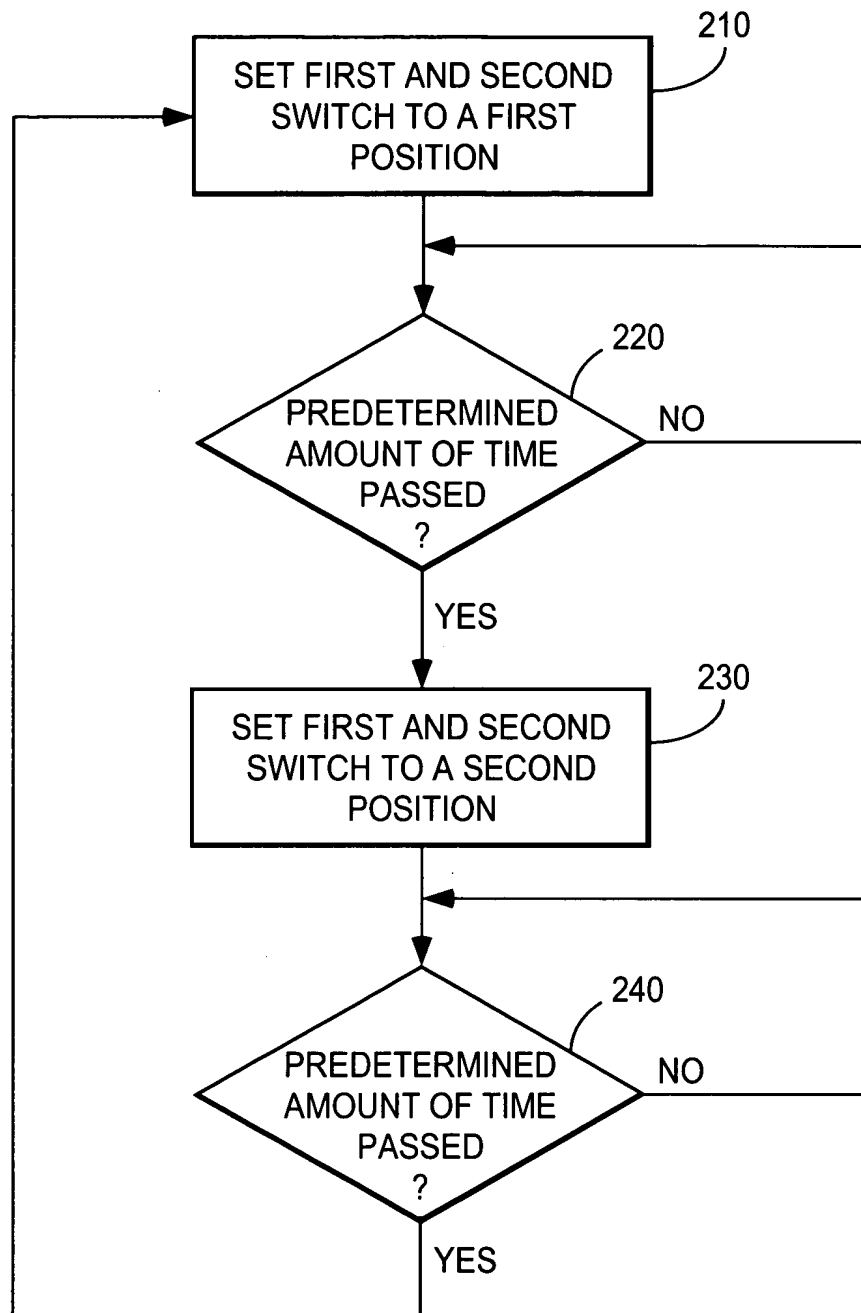 210
SET FIRST AND SECOND
SWITCH TO A FIRST
POSITION
220
PREDETERMINED
AMOUNT OF TIME
PASSED
?
NO
YES
230
SET FIRST AND SECOND
SWITCH TO A SECOND
POSITION
240
PREDETERMINED
AMOUNT OF TIME
PASSED
?
NO
YES